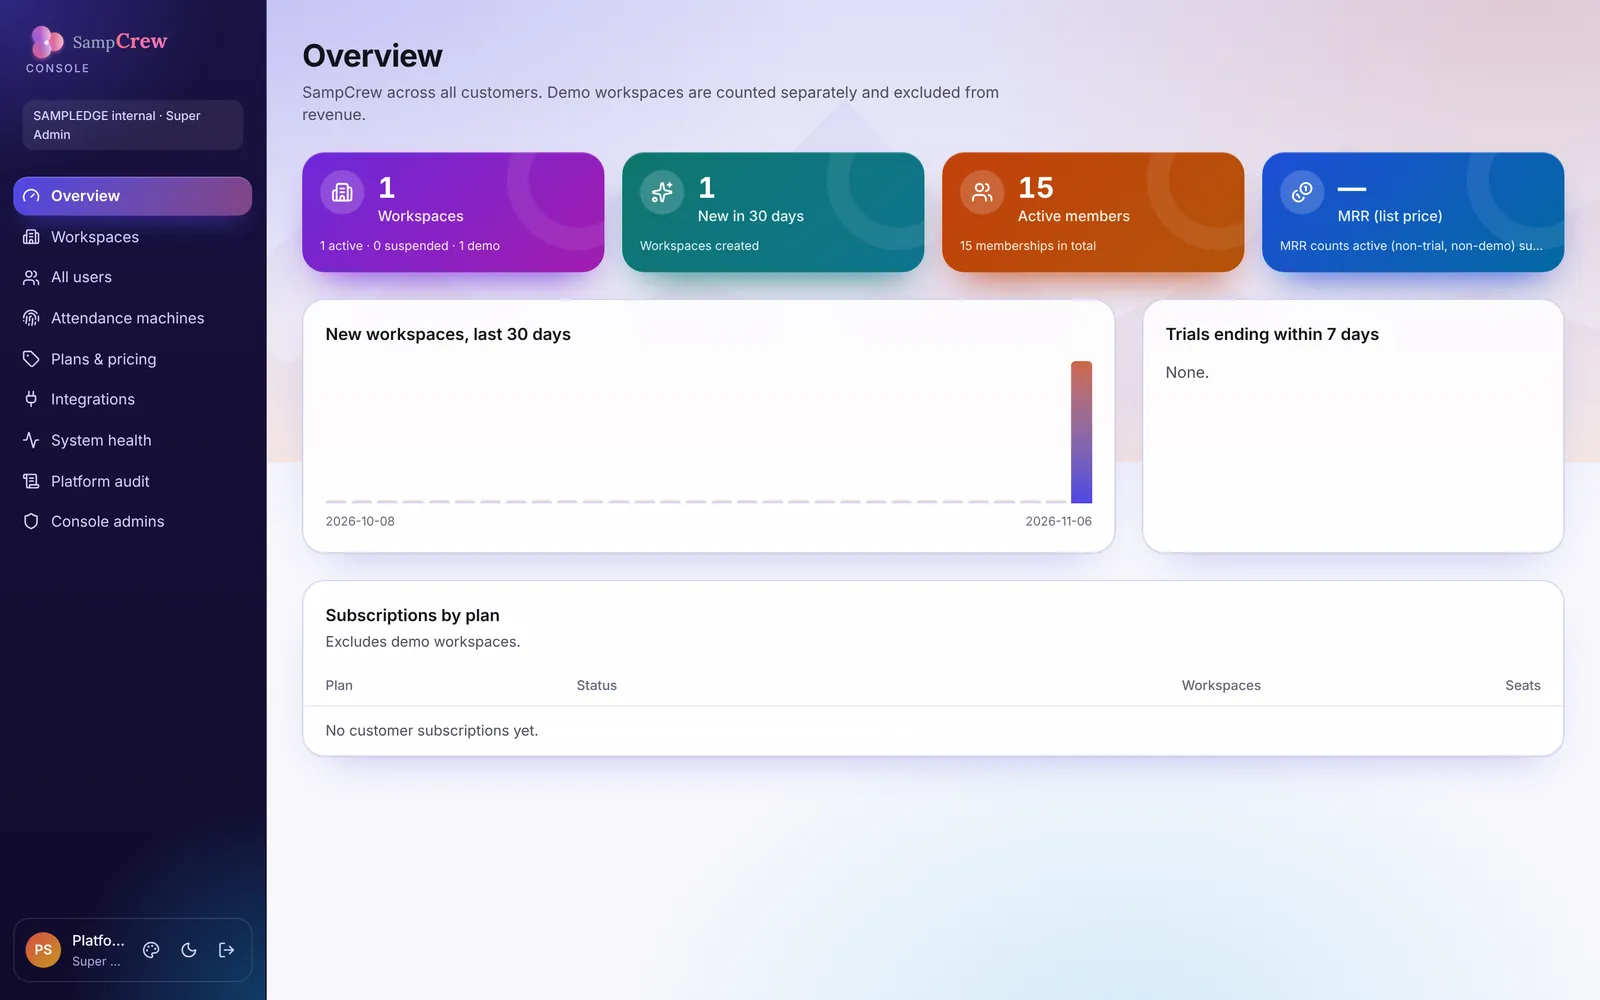 SampCrew
CONSOLE
SAMPLEDGE internal · Super
Admin
Overview
Workspaces
All users
Attendance machines
Plans & pricing
Integrations
System health
Platform audit
Console admins
PS
Platfo...
Super ...
Overview
SampCrew across all customers. Demo workspaces are counted separately and excluded from
revenue.
1
Workspaces
1 active · 0 suspended · 1 demo
1
New in 30 days
Workspaces created
15
Active members
15 memberships in total
—
MRR (list price)
MRR counts active (non-trial, non-demo) su...
New workspaces, last 30 days
2026-10-08
2026-11-06
Trials ending within 7 days
None.
Subscriptions by plan
Excludes demo workspaces.
Plan Status Workspaces Seats
No customer subscriptions yet.